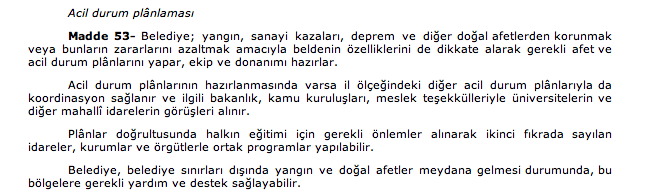 Acil durum plânlaması
Madde 53- Belediye; yangın, sanayi kazaları, deprem ve diğer doğal afetlerden korunmak
veya bunların zararlarını azaltmak amacıyla beldenin özelliklerini de dikkate alarak gerekli afet ve
acil durum plânlarını yapar, ekip ve donanımı hazırlar.
Acil durum plânlarının hazırlanmasında varsa il ölçeğindeki diğer acil durum plânlarıyla da
koordinasyon sağlanır ve ilgili bakanlık, kamu kuruluşları, meslek teşekkülleriyle üniversitelerin ve
diğer mahallî idarelerin görüşleri alınır.
Plânlar doğrultusunda halkın eğitimi için gerekli önlemler alınarak ikinci fıkrada sayılan
idareler, kurumlar ve örgütlerle ortak programlar yapılabilir.
Belediye, belediye sınırları dışında yangın ve doğal afetler meydana gelmesi durumunda, bu
bölgelere gerekli yardım ve destek sağlayabilir.